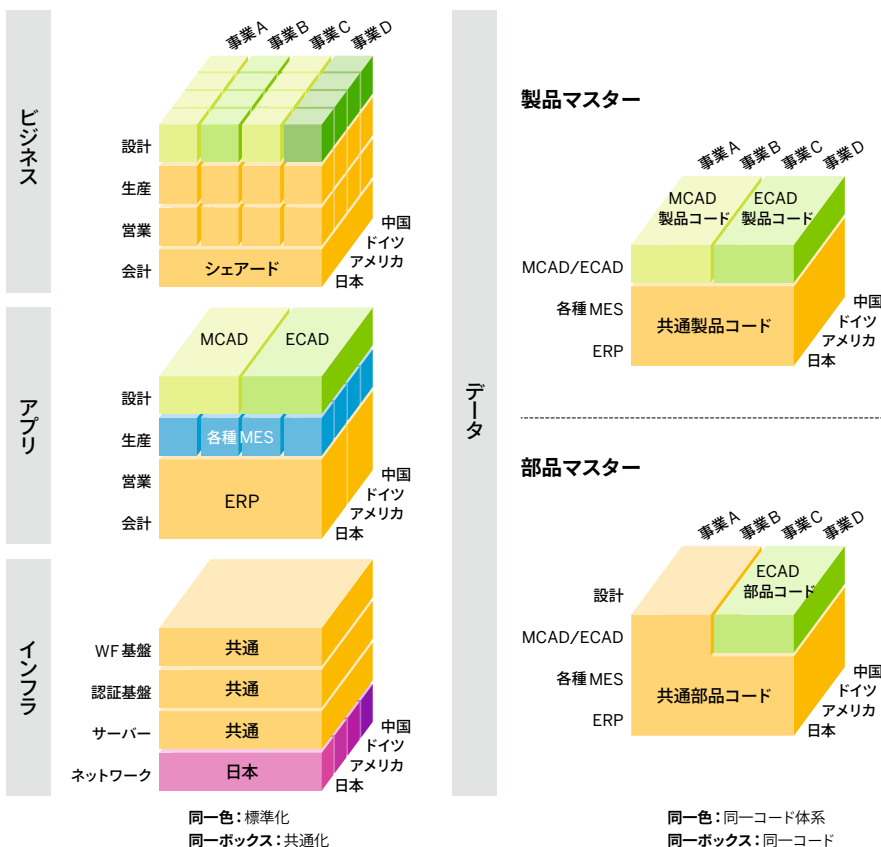 ビジネス
事業A
事業B
事業C
事業D
設計
生産
営業
会計
シェアード
中国
ドイツ
アメリカ
日本
アプリ
MCAD
ECAD
設計
生産
各種MES
営業
ERP
会計
中国
ドイツ
アメリカ
日本
インフラ
WF基盤
共通
認証基盤
共通
サーバー
共通
ネットワーク
日本
中国
ドイツ
アメリカ
日本
同一色：標準化
同一ボックス：共通化
データ
製品マスター
事業A
事業B
事業C
事業D
MCAD
製品コード
ECAD
製品コード
MCAD/ECAD
各種MES
共通製品コード
ERP
中国
ドイツ
アメリカ
日本
部品マスター
事業A
事業B
事業C
事業D
ECAD
部品コード
設計
MCAD/ECAD
各種MES
共通部品コード
ERP
中国
ドイツ
アメリカ
日本
同一色：同一コード体系
同一ボックス：同一コード